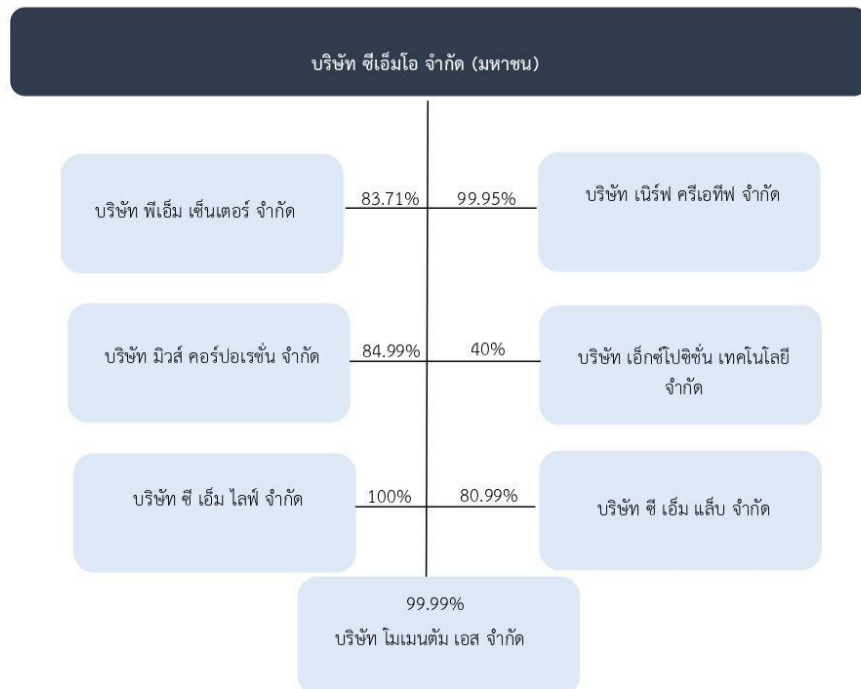 บริษัท ซีเอ็มโอ จำกัด (มหาชน)
บริษัท พีเอ็ม เซ็นเตอร์ จำกัด
83.71%
99.95%
บริษัท เนิร์ฟ ครีเอทีฟ จำกัด
บริษัท มิวส์ คอร์ปอเรชั่น จำกัด
84.99%
40%
บริษัท เอ็กซ์โปซิชั่น เทคโนโลยี
จำกัด
บริษัท ซี เอ็ม ไลฟ์ จำกัด
100%
80.99%
บริษัท ซี เอ็ม แล็บ จำกัด
99.99%
บริษัท โมเมนตัม เอส จำกัด